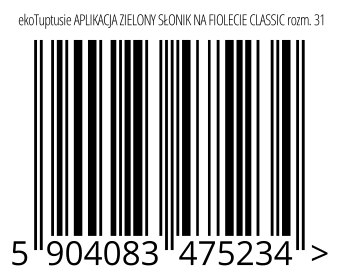 ekoTuptusie APLIKACJA ZIELONY SŁONIK NA FIOLECIE CLASSIC rozm. 31
5 904083 475234 >